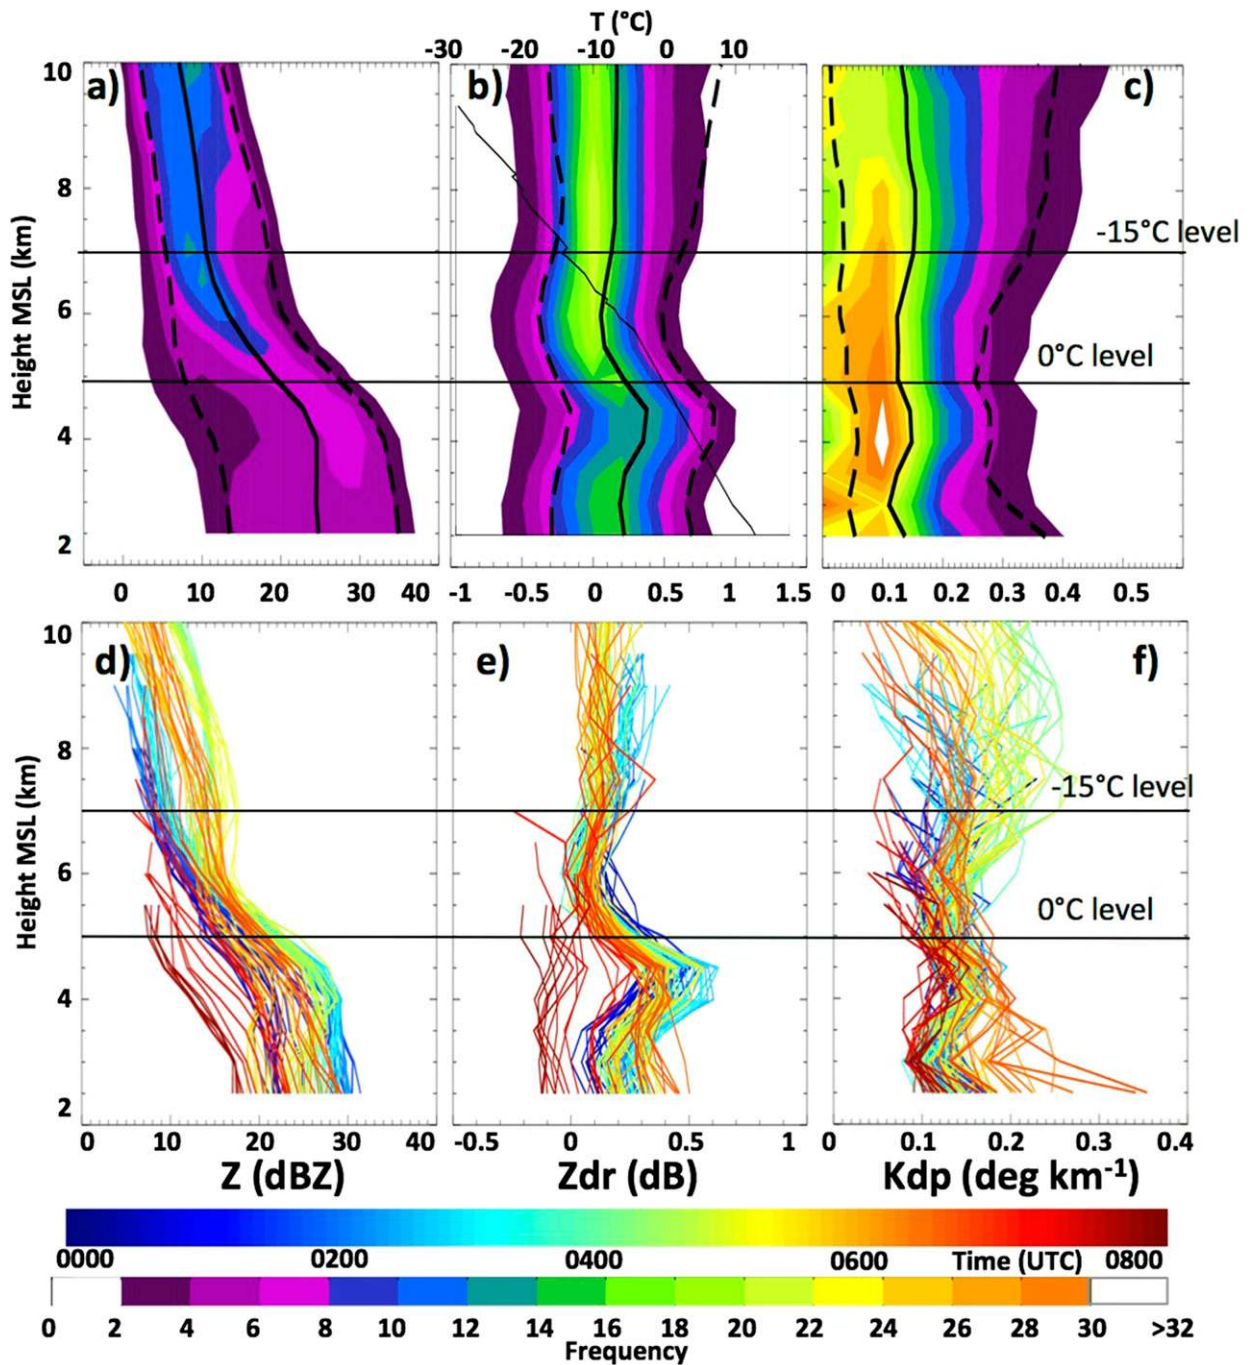 T (°C)
-30 -20 -10 0 10
10 a) b) c)
8
-15°C level
6
0°C level
4
2
Height MSL (km)
0 10 20 30 40 -1 -0.5 0 0.5 1 1.5 0 0.1 0.2 0.3 0.4 0.5
10 d) e) f)
8
-15°C level
6
0°C level
4
2
Height MSL (km)
0 10 20 30 40 -0.5 0 0.5 1 0 0.1 0.2 0.3 0.4
Z (dBZ) Zdr (dB) Kdp (deg km-1)
0000 0200 0400 0600 Time (UTC) 0800
0 2 4 6 8 10 12 14 16 18 20 22 24 26 28 30 >32
Frequency